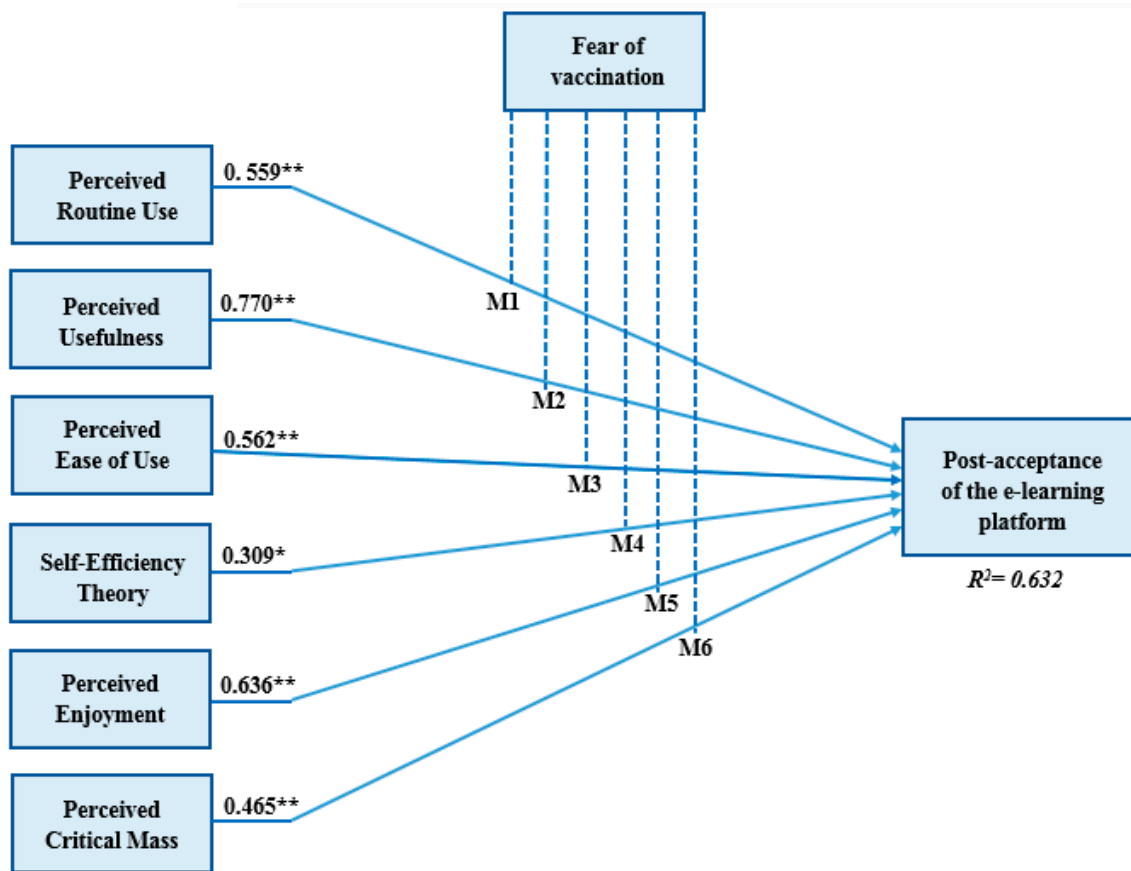 Fear of
vaccination
Perceived
Routine Use
0. 559**
M1
Perceived
Usefulness
0.770**
M2
Perceived
Ease of Use
0.562**
M3
Self-Efficiency
Theory
0.309*
M4
Perceived
Enjoyment
0.636**
M5
Perceived
Critical Mass
0.465**
M6
Post-acceptance
of the e-learning
platform
R²= 0.632